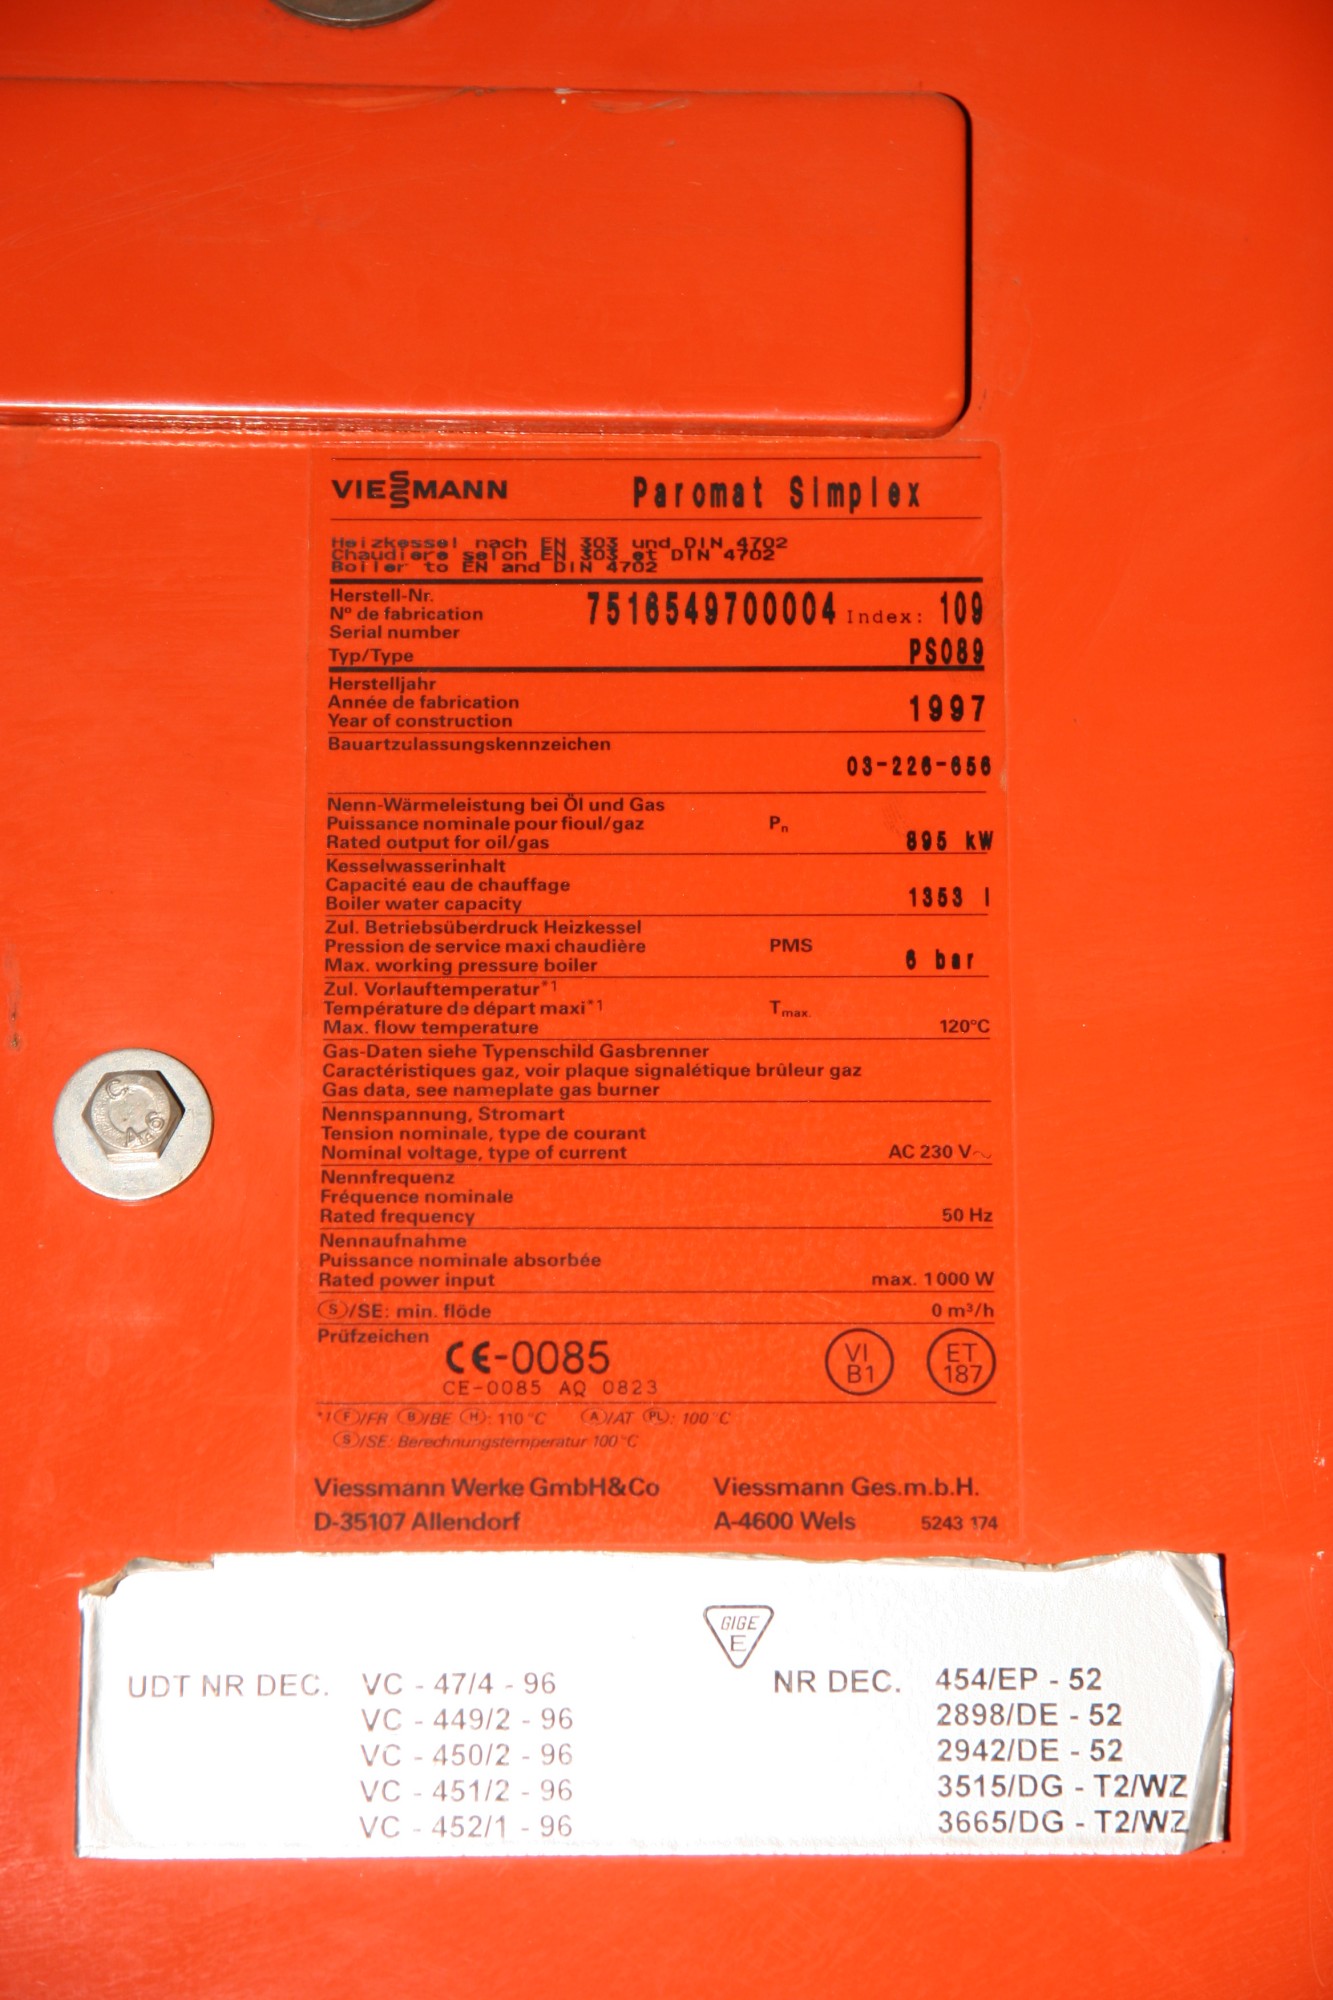 VIESSMANN Paromat Simplex
Heizkessel nach EN 303 und DIN 4702
Chaudiere selon EN 303 et DIN 4702
Boiler to EN and DIN 4702
Herstell-Nr.
N° de fabrication 7516549700004 Index: 109
Serial number
Typ/Type PS089
Herstelljahr
Année de fabrication 1997
Year of construction
Bauartzulassungskennzeichen
03-226-656
Nenn-Wärmeleistung bei Öl und Gas
Puissance nominale pour fioul/gaz Pn
Rated output for oil/gas 895 kW
Kesselwasserinhalt
Capacité eau de chauffage
Boiler water capacity 1353 l
Zul. Betriebsüberdruck Heizkessel
Pression de service maxi chaudière PMS
Max. working pressure boiler 6 bar
Zul. Vorlauftemperatur*1
Température de départ maxi*1 Tmax.
Max. flow temperature 120°C
Gas-Daten siehe Typenschild Gasbrenner
Caractéristiques gaz, voir plaque signalétique brûleur gaz
Gas data, see nameplate gas burner
Nennspannung, Stromart
Tension nominale, type de courant
Nominal voltage, type of current AC 230 V~
Nennfrequenz
Fréquence nominale
Rated frequency 50 Hz
Nennaufnahme
Puissance nominale absorbée
Rated power input max. 1000 W
Ⓢ/SE: min. flöde 0 m³/h
Prüfzeichen
CE-0085 VI B1 ET 187
CE-0085 AQ 0823
*1 Ⓕ/FR Ⓑ/BE Ⓗ: 110 °C Ⓐ/AT (PL): 100 °C
Ⓢ/SE: Berechnungstemperatur 100 °C
Viessmann Werke GmbH&Co Viessmann Ges.m.b.H.
D-35107 Allendorf A-4600 Wels 5243 174
GIGE
E
UDT NR DEC. VC - 47/4 - 96 NR DEC. 454/EP - 52
VC - 449/2 - 96 2898/DE - 52
VC - 450/2 - 96 2942/DE - 52
VC - 451/2 - 96 3515/DG - T2/WZ
VC - 452/1 - 96 3665/DG - T2/WZ